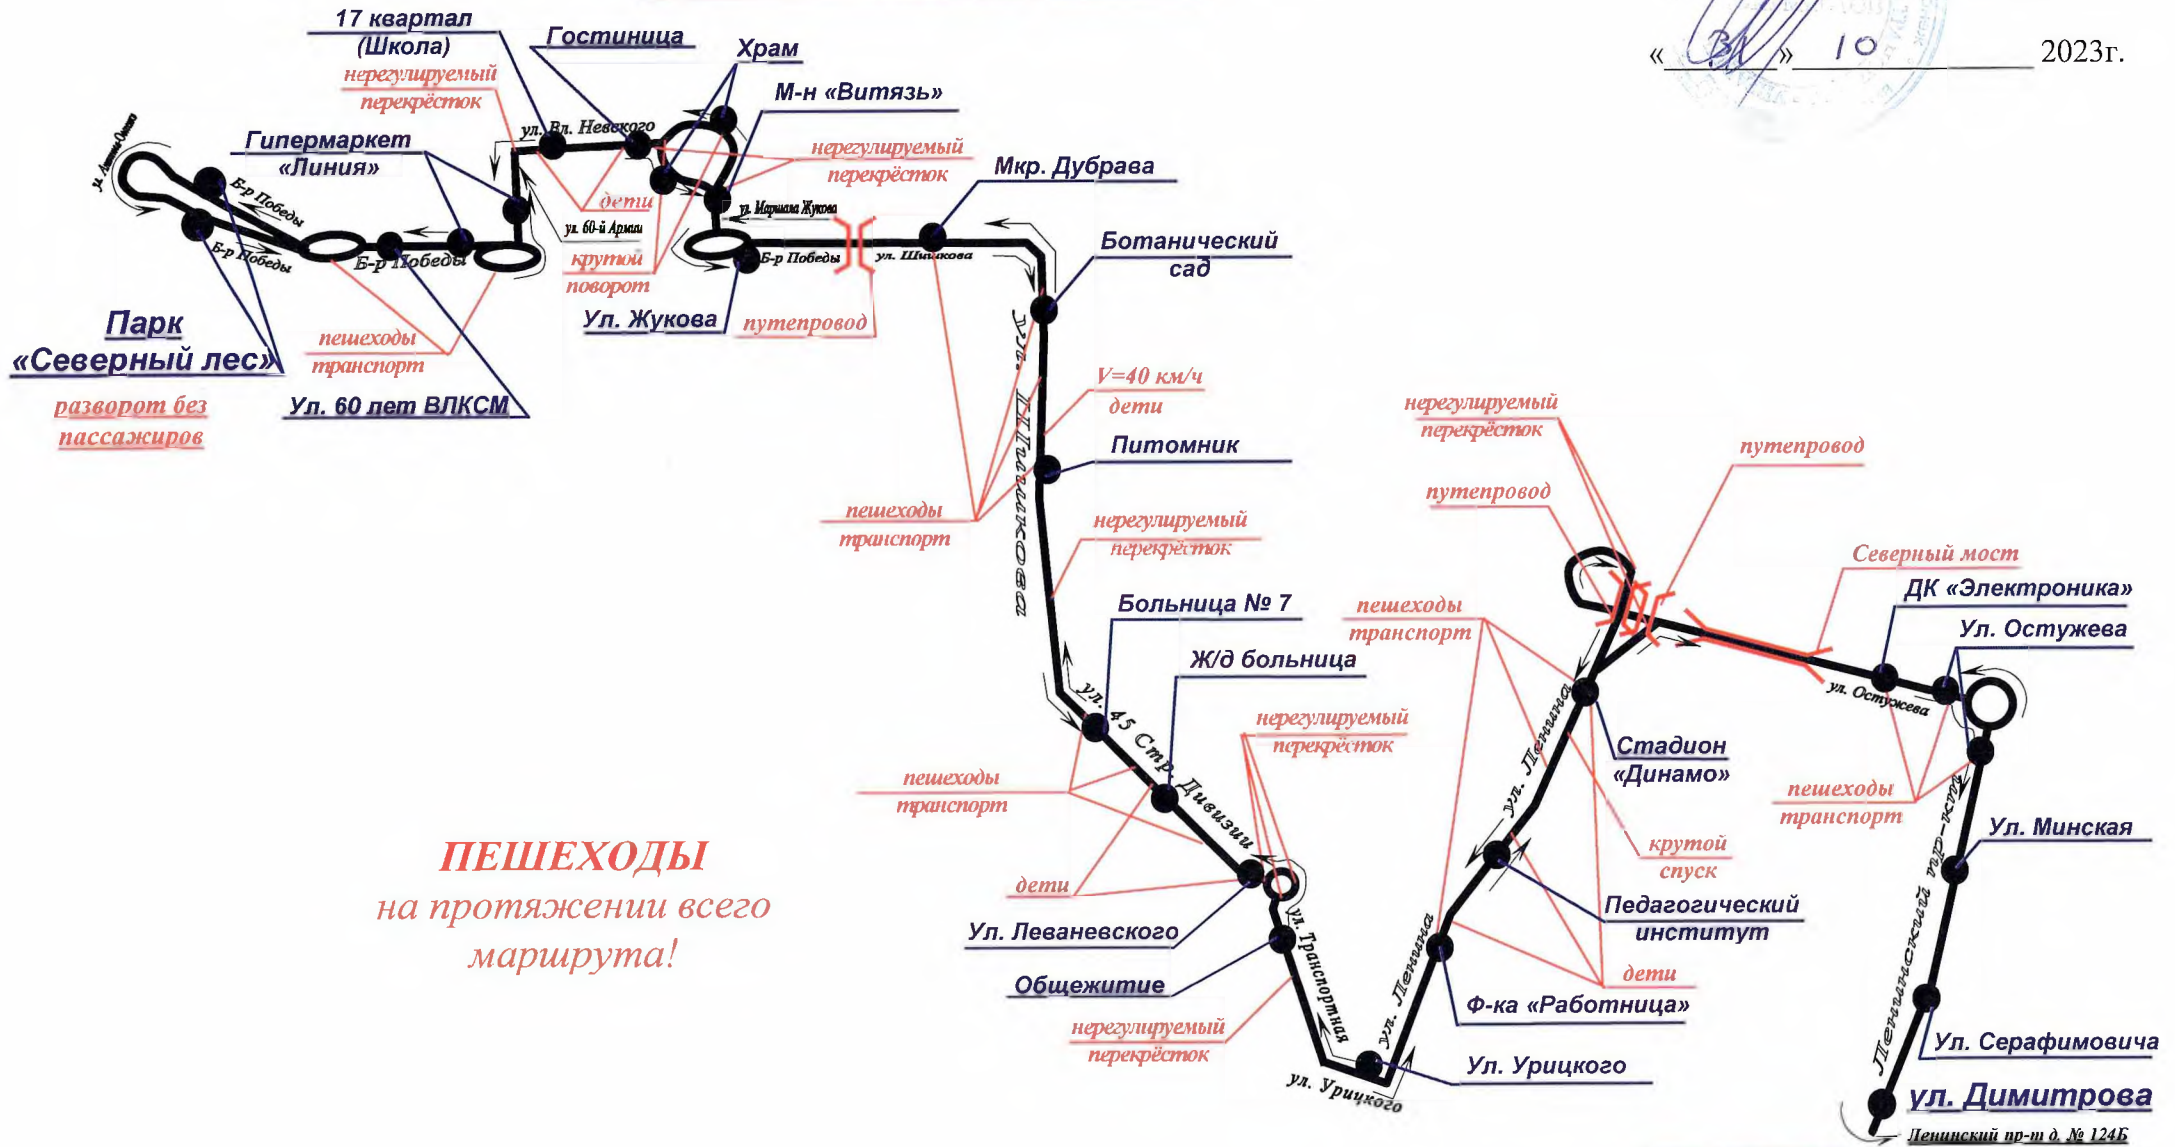 17 квартал
(Школа)
Гостиница
Храм
« 31 » 10 2023г.
нерегулируемый
перекрёсток
М-н «Витязь»
ул. Вл. Невского
Гипермаркет
«Линия»
нерегулируемый
перекрёсток
Мкр. Дубрава
Б-р Победы
дети
ул. Маршала Жукова
ул. 60-й Армии
Б-р Победы
Б-р Победы
крутой
поворот
Б-р Победы
ул. Шишкова
Ботанический
сад
Парк
«Северный лес»
пешеходы
транспорт
Ул. Жукова
путепровод
разворот без
пассажиров
Ул. 60 лет ВЛКСМ
ул. Шишкова
V=40 км/ч
дети
Питомник
нерегулируемый
перекрёсток
путепровод
путепровод
пешеходы
транспорт
нерегулируемый
перекрёсток
Северный мост
ДК «Электроника»
Ул. Остужева
Больница № 7
пешеходы
транспорт
Ж/д больница
ул. 45 Стр. Дивизии
нерегулируемый
перекрёсток
ул. Ленина
ул. Остужева
Стадион
«Динамо»
пешеходы
транспорт
пешеходы
транспорт
Ул. Минская
крутой
спуск
ПЕШЕХОДЫ
на протяжении всего
маршрута!
дети
Ул. Леваневского
Общежитие
ул. Транспортная
ул. Ленина
Педагогический
институт
дети
Ленинский пр-кт
Ф-ка «Работница»
нерегулируемый
перекрёсток
Ул. Урицкого
ул. Урицкого
Ул. Серафимовича
ул. Димитрова
Ленинский пр-т д. № 124Б